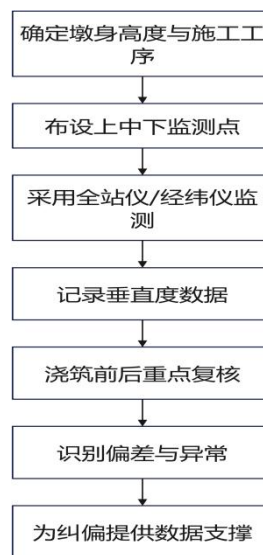 确定墩身高度与施工工
序
布设上中下监测点
采用全站仪/经纬仪监
测
记录垂直度数据
浇筑前后重点复核
识别偏差与异常
为纠偏提供数据支撑